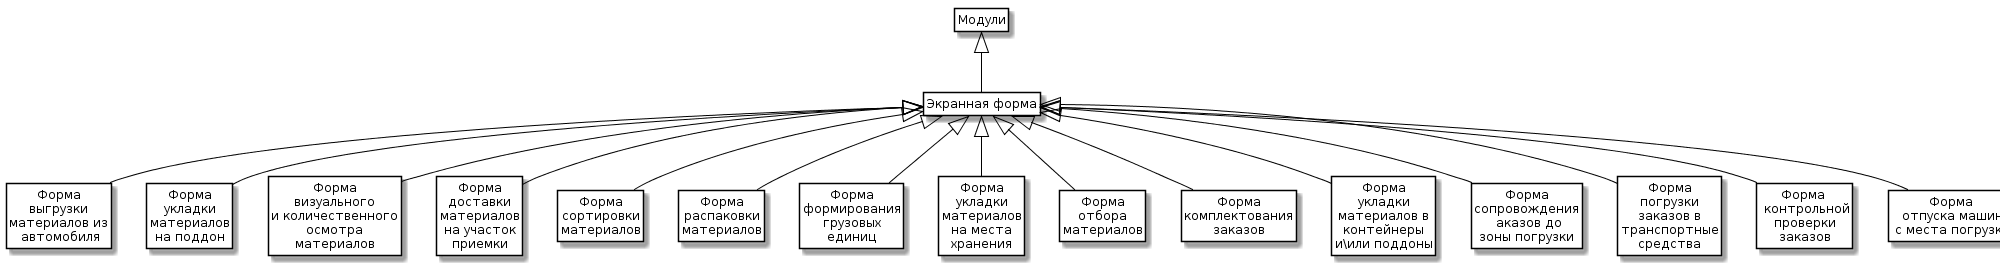 Модули
Экранная форма
Форма
выгрузки
материалов из
автомобиля
Форма
укладки
материалов
на поддон
Форма
визуального
и количественного
осмотра
материалов
Форма
доставки
материалов
на участок
приемки
Форма
сортировки
материалов
Форма
распаковки
материалов
Форма
формирования
грузовых
единиц
Форма
укладки
материалов
на места
хранения
Форма
отбора
материалов
Форма
комплектования
заказов
Форма
укладки
материалов в
контейнеры
и\или поддоны
Форма
сопровождения
аказов до
зоны погрузки
Форма
погрузки
заказов в
транспортные
средства
Форма
контрольной
проверки
заказов
Форма
отпуска машин
с места погрузк